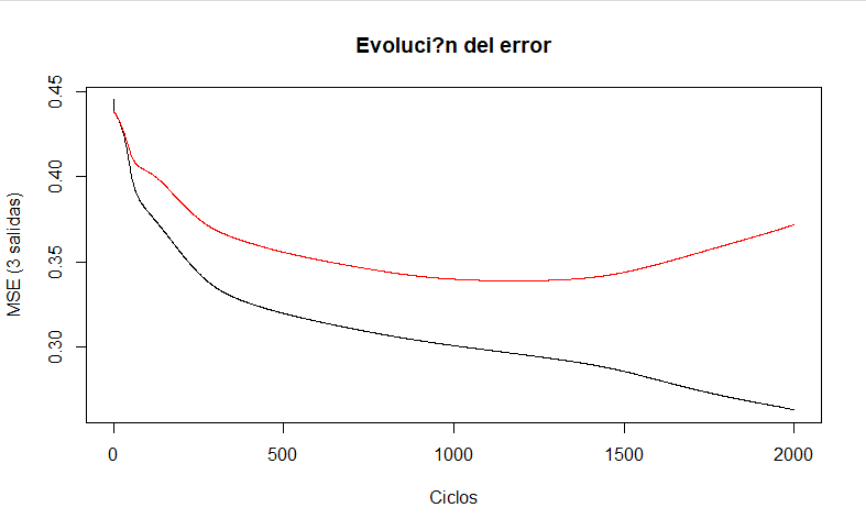 Evoluci?n del error
MSE (3 salidas)
0.45
0.40
0.35
0.30
0 500 1000 1500 2000
Ciclos